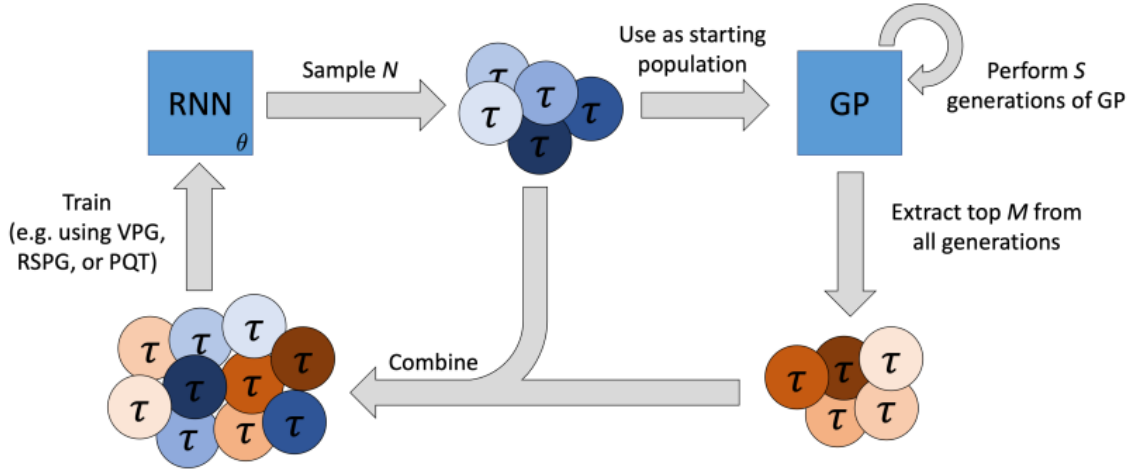 RNN
θ
Sample N
τ
τ
τ
τ
τ
Use as starting
population
GP
Perform S
generations of GP
Extract top M from
all generations
τ
τ
τ
τ
τ
Combine
τ
τ
τ
τ
τ
τ
τ
τ
τ
τ
Train
(e.g. using VPG,
RSPG, or PQT)